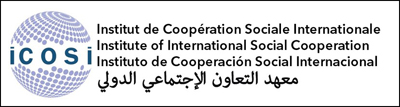 iCOSi
Institut de Coopération Sociale Internationale
Institute of International Social Cooperation
Instituto de Cooperación Social Internacional
معهد التعاون الإجتماعي الدولي